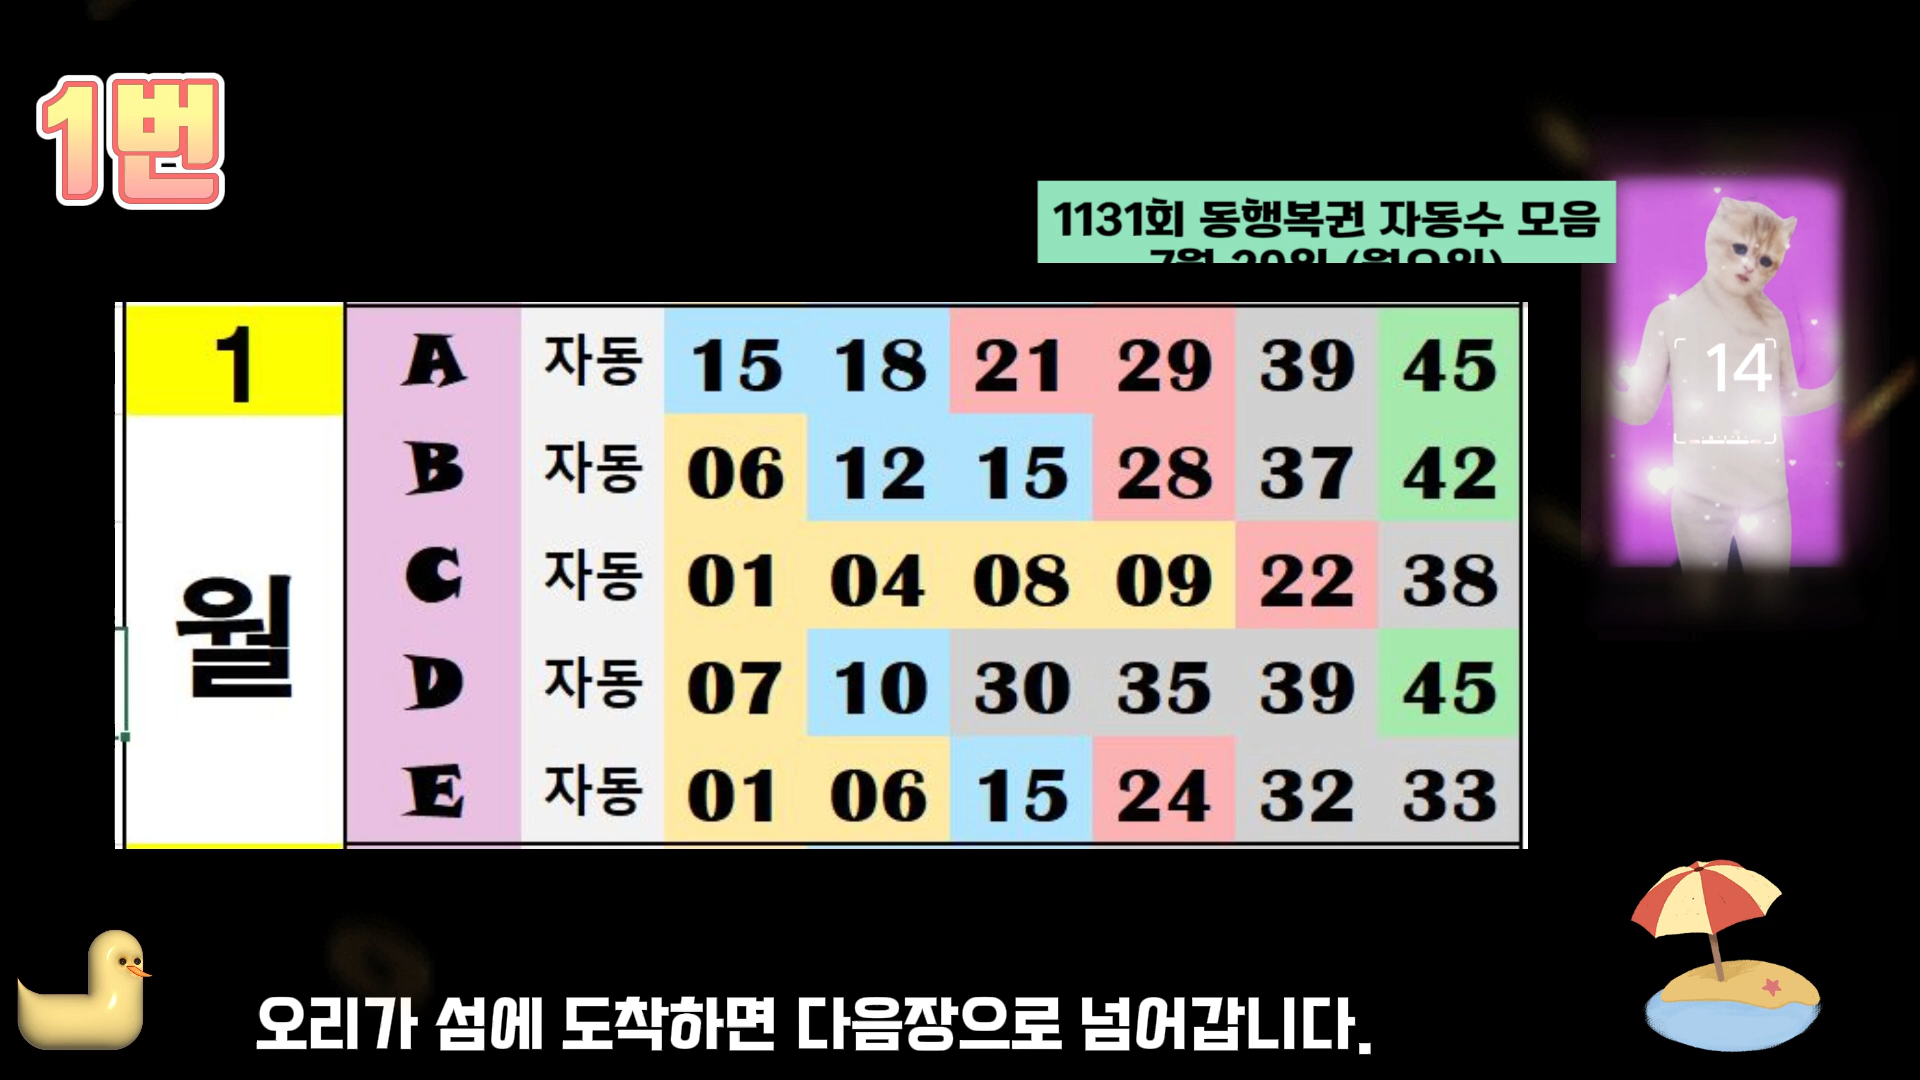 1번
1131회 동행복권 자동수 모음
14
1 A 자동 15 18 21 29 39 45
B 자동 06 12 15 28 37 42
월 C 자동 01 04 08 09 22 38
D 자동 07 10 30 35 39 45
E 자동 01 06 15 24 32 33
오리가 섬에 도착하면 다음장으로 넘어갑니다.